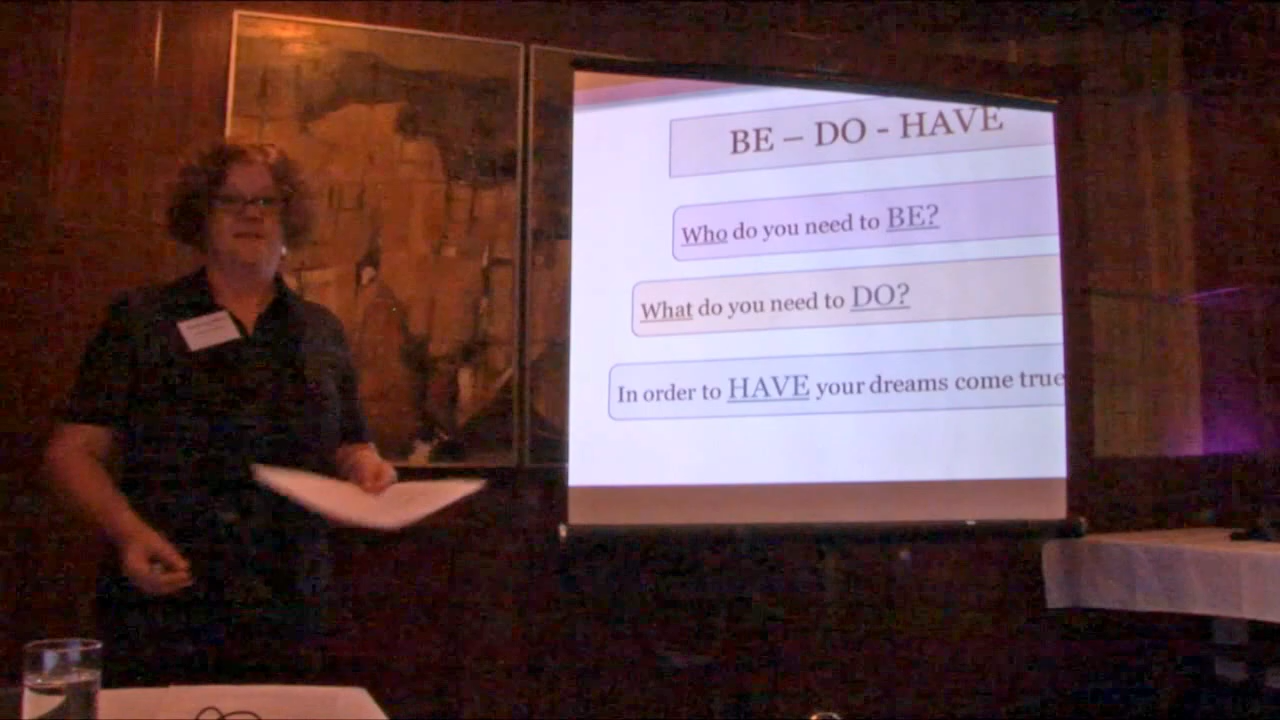 BE – DO - HAVE
Who do you need to BE?
What do you need to DO?
In order to HAVE your dreams come true